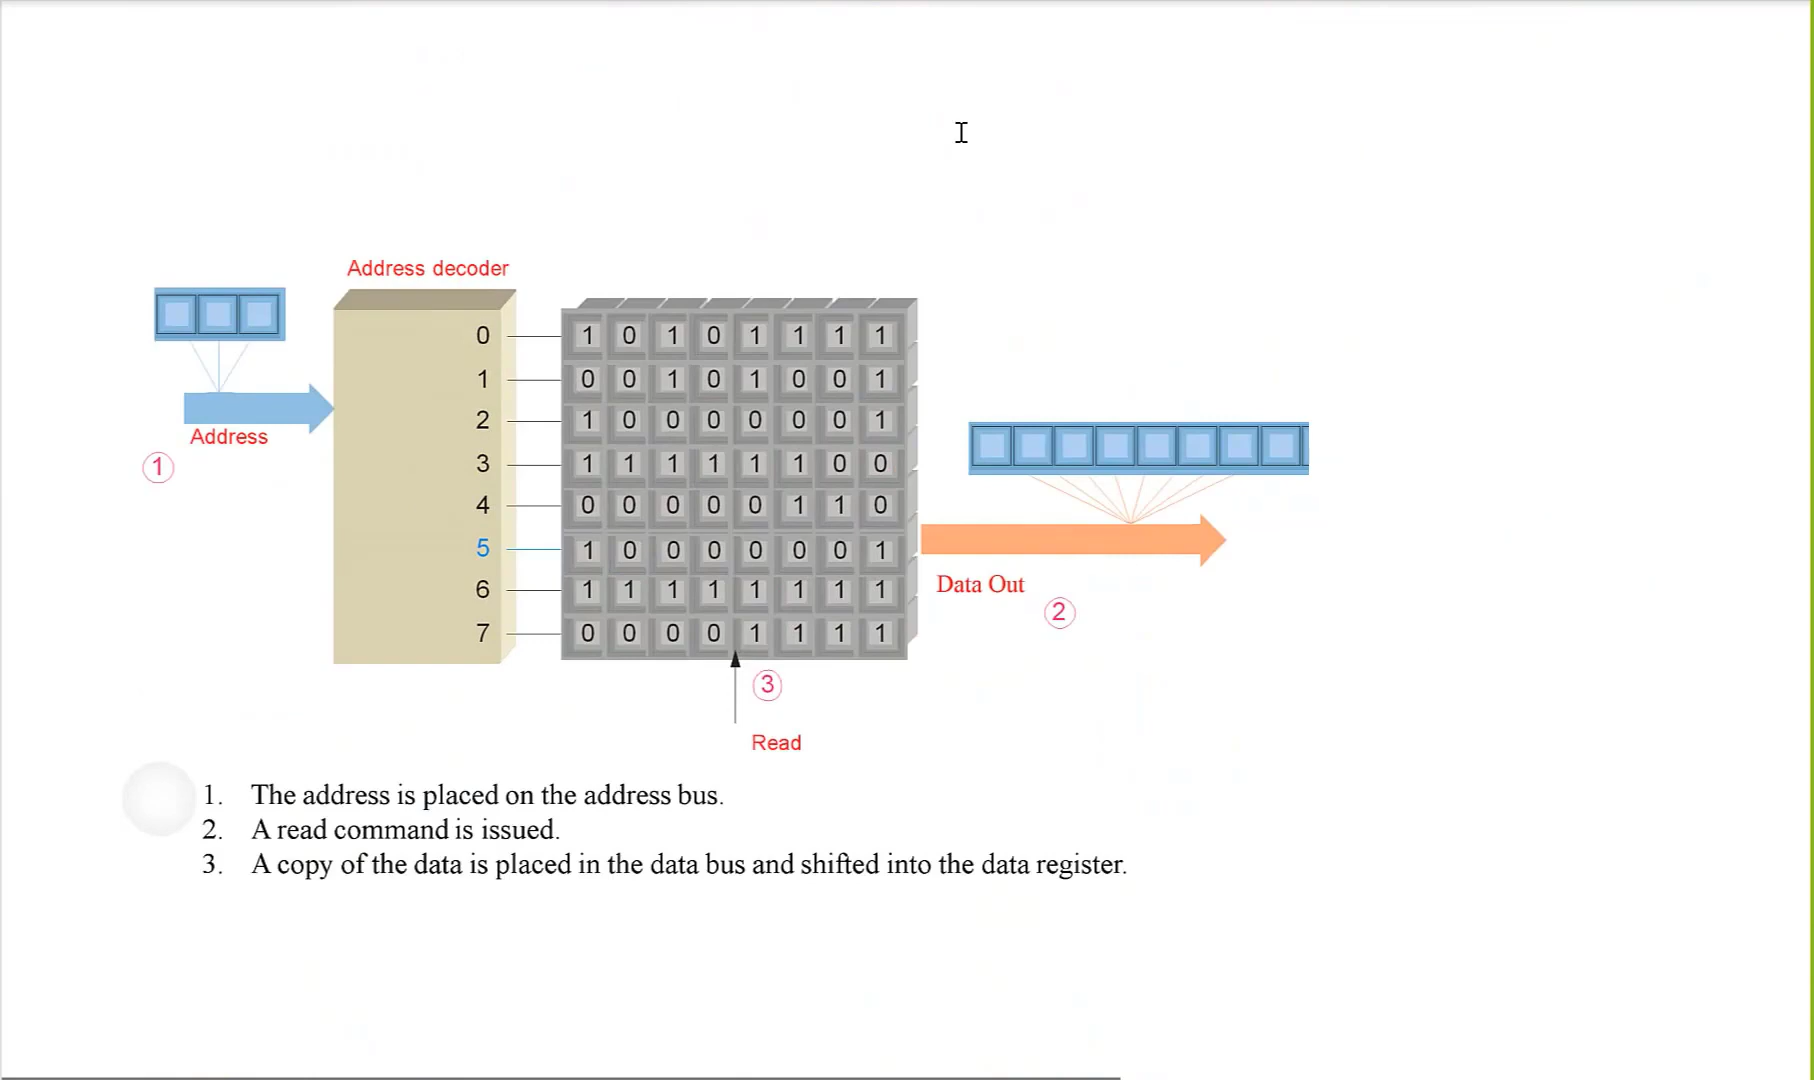 Address decoder
0 1 0 1 0 1 1 1 1
1 0 0 1 0 1 0 0 1
2 1 0 0 0 0 0 0 1
3 1 1 1 1 1 1 0 0
4 0 0 0 0 0 1 1 0
5 1 0 0 0 0 0 0 1
6 1 1 1 1 1 1 1 1
7 0 0 0 0 1 1 1 1
Address
1
Data Out
2
3
Read
1. The address is placed on the address bus.
2. A read command is issued.
3. A copy of the data is placed in the data bus and shifted into the data register.